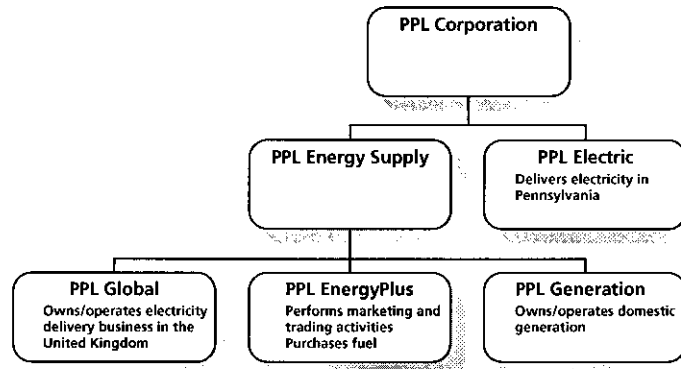 PPL Corporation
PPL Energy Supply
PPL Electric
Delivers electricity in
Pennsylvania
PPL Global
Owns/operates electricity
delivery business in the
United Kingdom
PPL EnergyPlus
Performs marketing and
trading activities
Purchases fuel
PPL Generation
Owns/operates domestic
generation